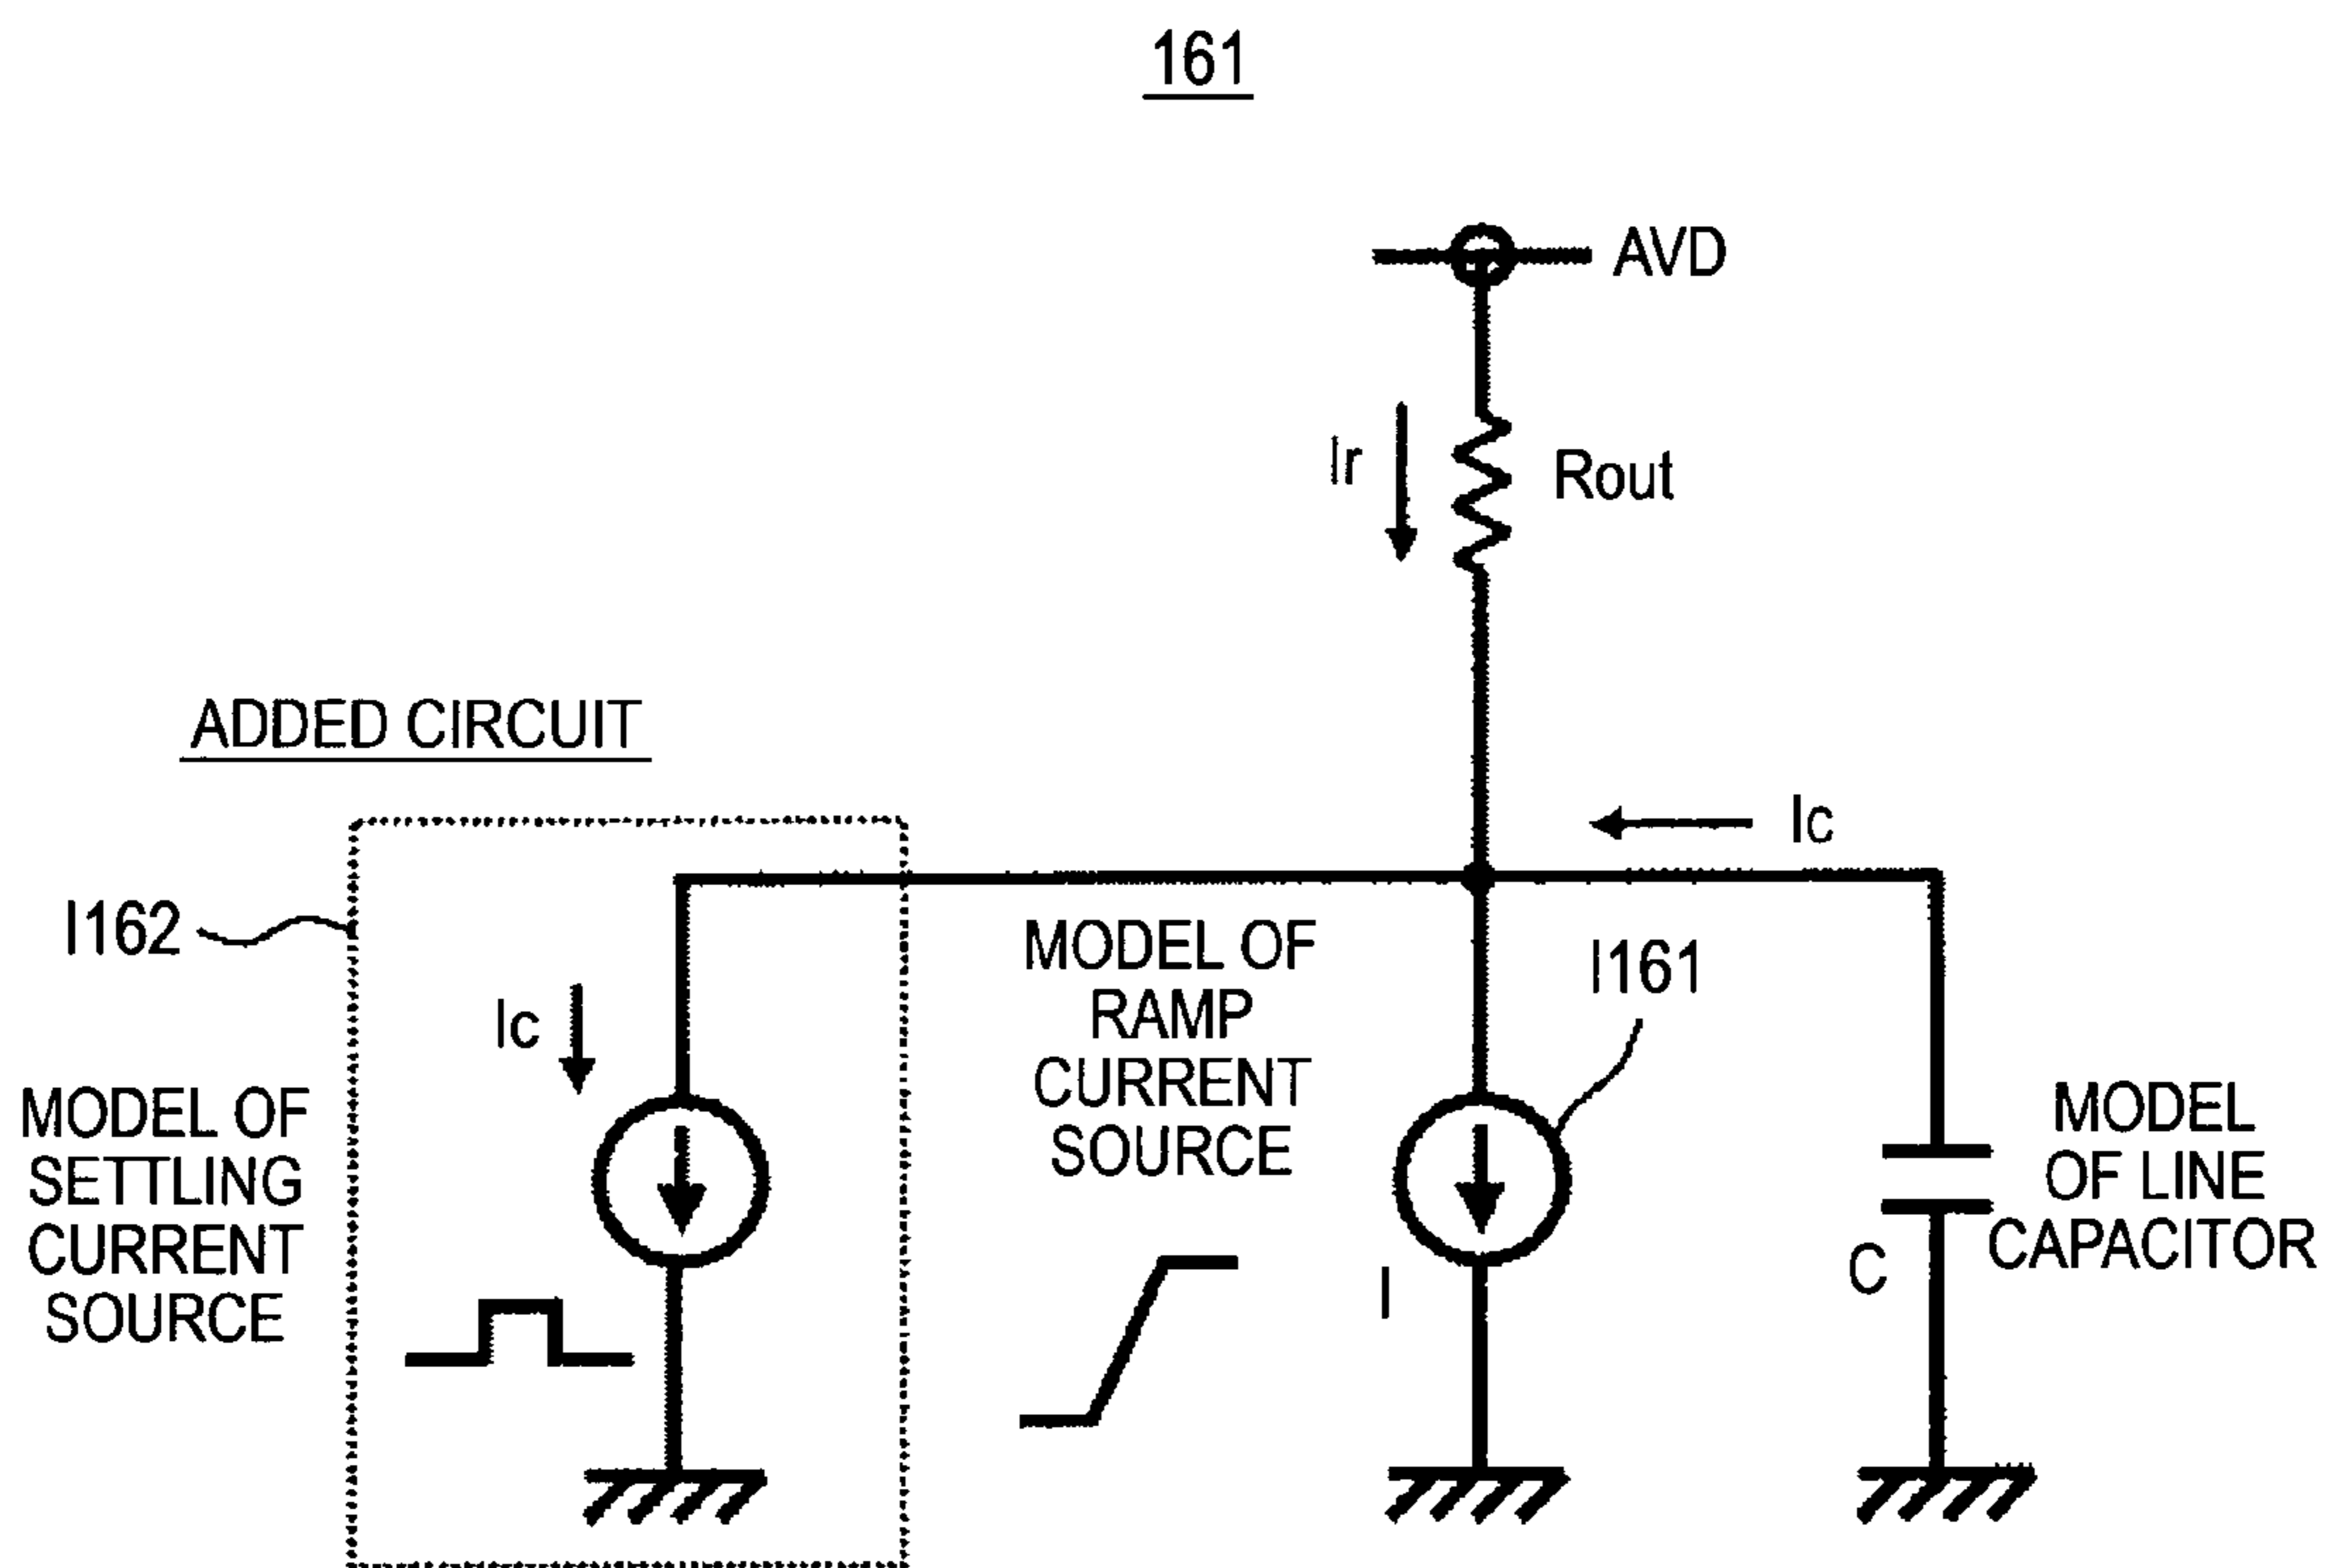 161
AVD
Ir
Rout
ADDED CIRCUIT
Ic
I162
Ic
MODEL OF
RAMP
CURRENT
SOURCE
I161
MODEL OF
SETTLING
CURRENT
SOURCE
I
C
MODEL
OF LINE
CAPACITOR